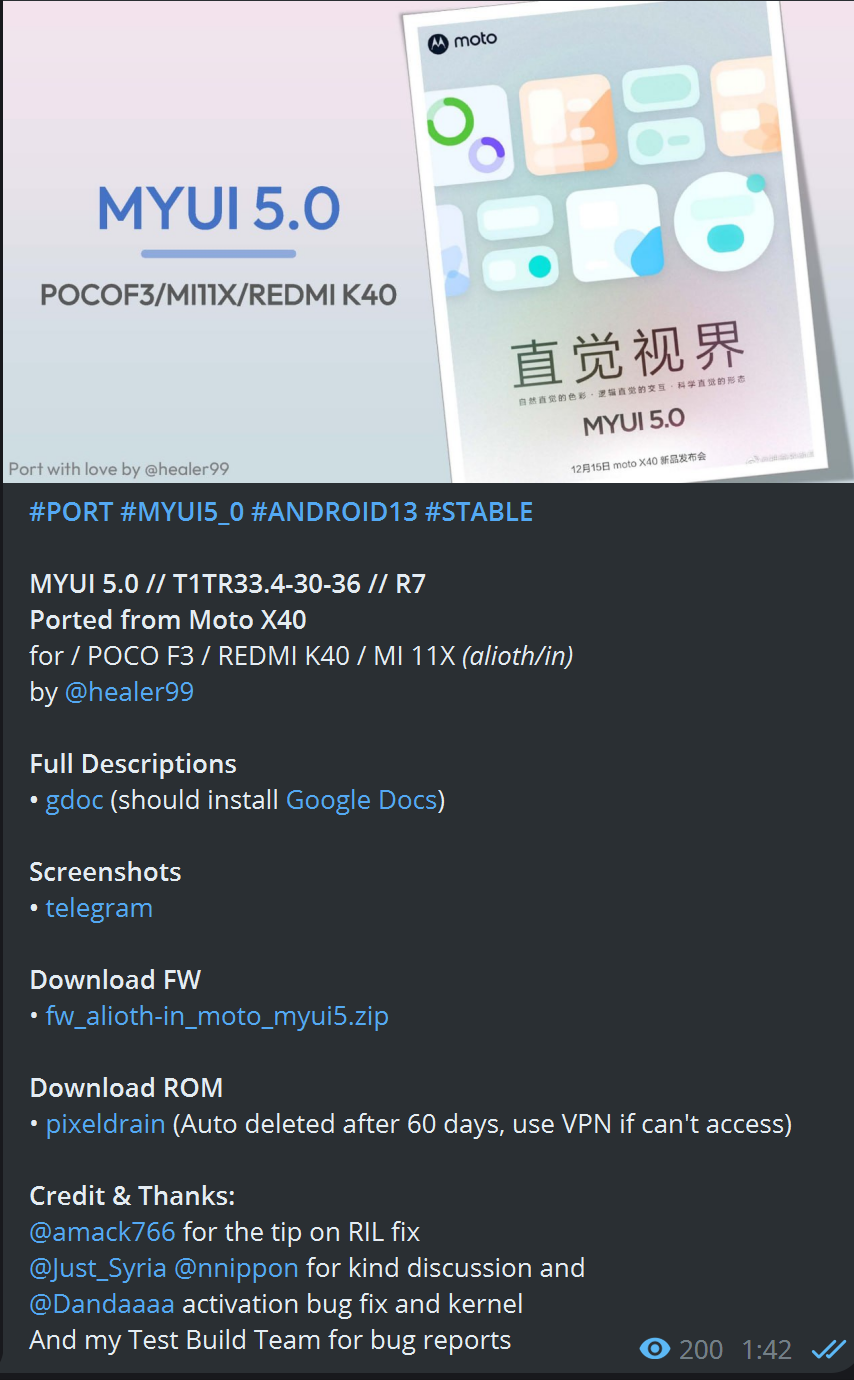 moto
MYUI 5.0
POCOF3/MI11X/REDMI K40
直觉视界
自然直觉的色彩 · 逻辑直觉的交互 · 科学直觉的形态
MYUI 5.0
12月15日 moto X40 新品发布会
Port with love by @healer99
#PORT #MYUI5_0 #ANDROID13 #STABLE
MYUI 5.0 // T1TR33.4-30-36 // R7
Ported from Moto X40
for / POCO F3 / REDMI K40 / MI 11X (alioth/in)
by @healer99
Full Descriptions
• gdoc (should install Google Docs)
Screenshots
• telegram
Download FW
• fw_alioth-in_moto_myui5.zip
Download ROM
• pixeldrain (Auto deleted after 60 days, use VPN if can't access)
Credit & Thanks:
@amack766 for the tip on RIL fix
@Just_Syria @nnippon for kind discussion and
@Dandaaaa activation bug fix and kernel
And my Test Build Team for bug reports
200 1:42